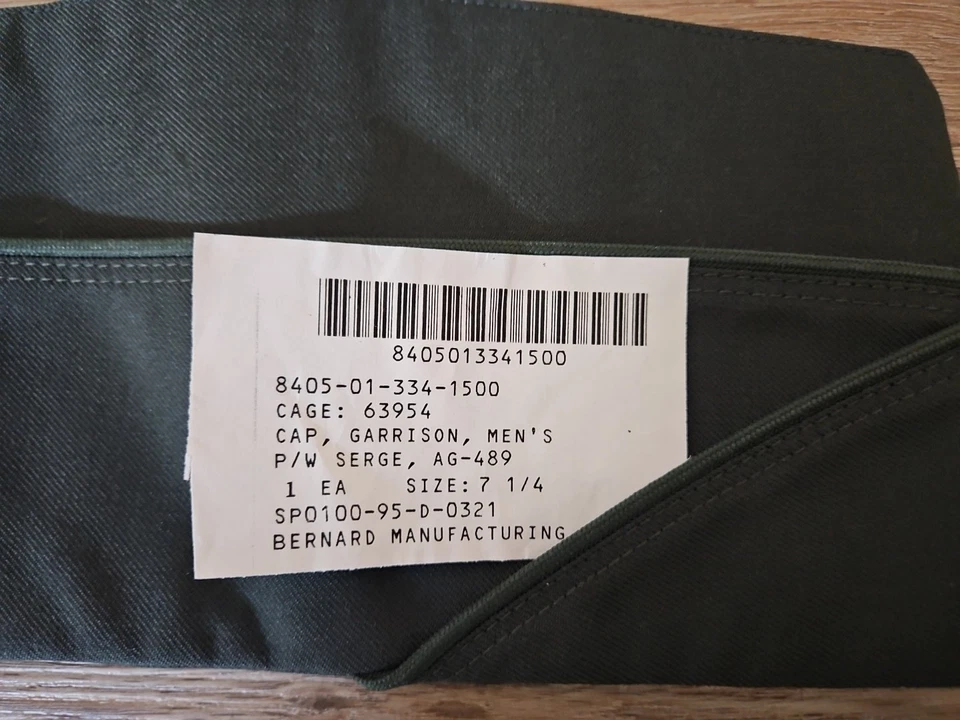 8405013341500
8405-01-334-1500
CAGE: 63954
CAP, GARRISON, MEN'S
P/W SERGE, AG-489
1 EA SIZE: 7 1/4
SP0100-95-D-0321
BERNARD MANUFACTURING